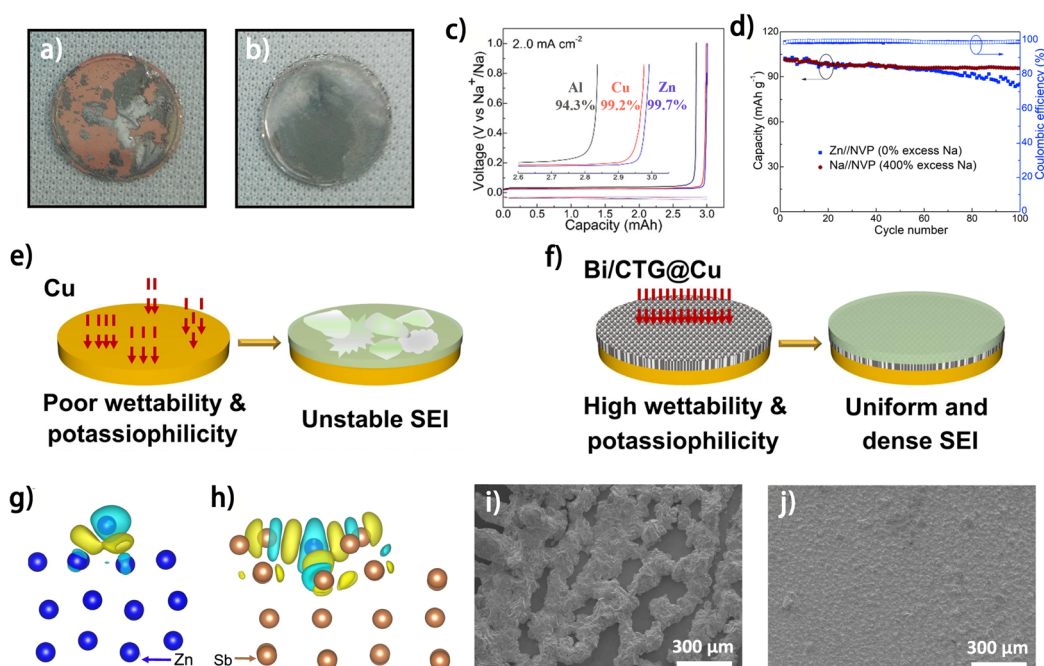 a)
b)
c)
2..0 mA cm⁻²
Voltage (V vs Na⁺/Na)
1.0
0.8
0.6
0.4
0.2
0.0
Al
94.3%
Cu
99.2%
Zn
99.7%
2.6 2.7 2.8 2.9 3.0
0.0 0.5 1.0 1.5 2.0 2.5 3.0
Capacity (mAh)
d)
Capacity (mAh g⁻¹)
120
90
60
30
0
100
80
60
40
20
0
Coulombic efficiency (%)
Zn//NVP (0% excess Na)
Na//NVP (400% excess Na)
0 20 40 60 80 100
Cycle number
e)
Cu
Poor wettability &
potassiophilicity
Unstable SEI
f)
Bi/CTG@Cu
High wettability &
potassiophilicity
Uniform and
dense SEI
g)
Zn
h)
Sb
i)
300 µm
j)
300 µm